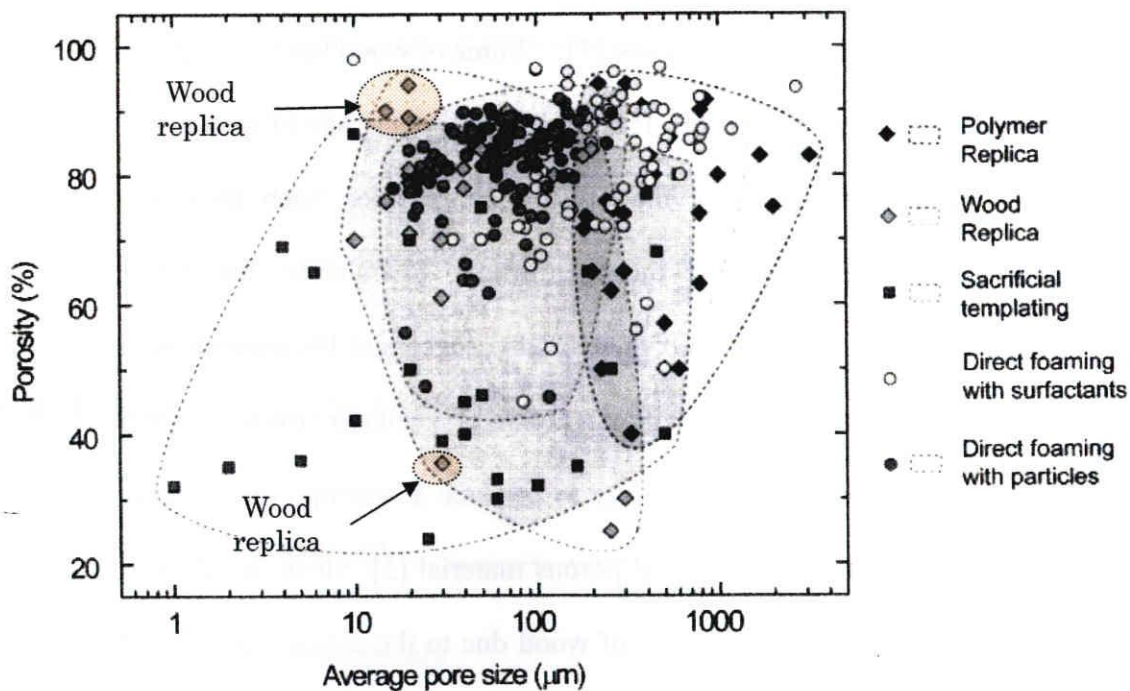 100
80
60
40
20
Porosity (%)
1
10
100
1000
Average pore size (μm)
Wood
replica
Wood
replica
Polymer
Replica
Wood
Replica
Sacrificial
templating
Direct foaming
with surfactants
Direct foaming
with particles